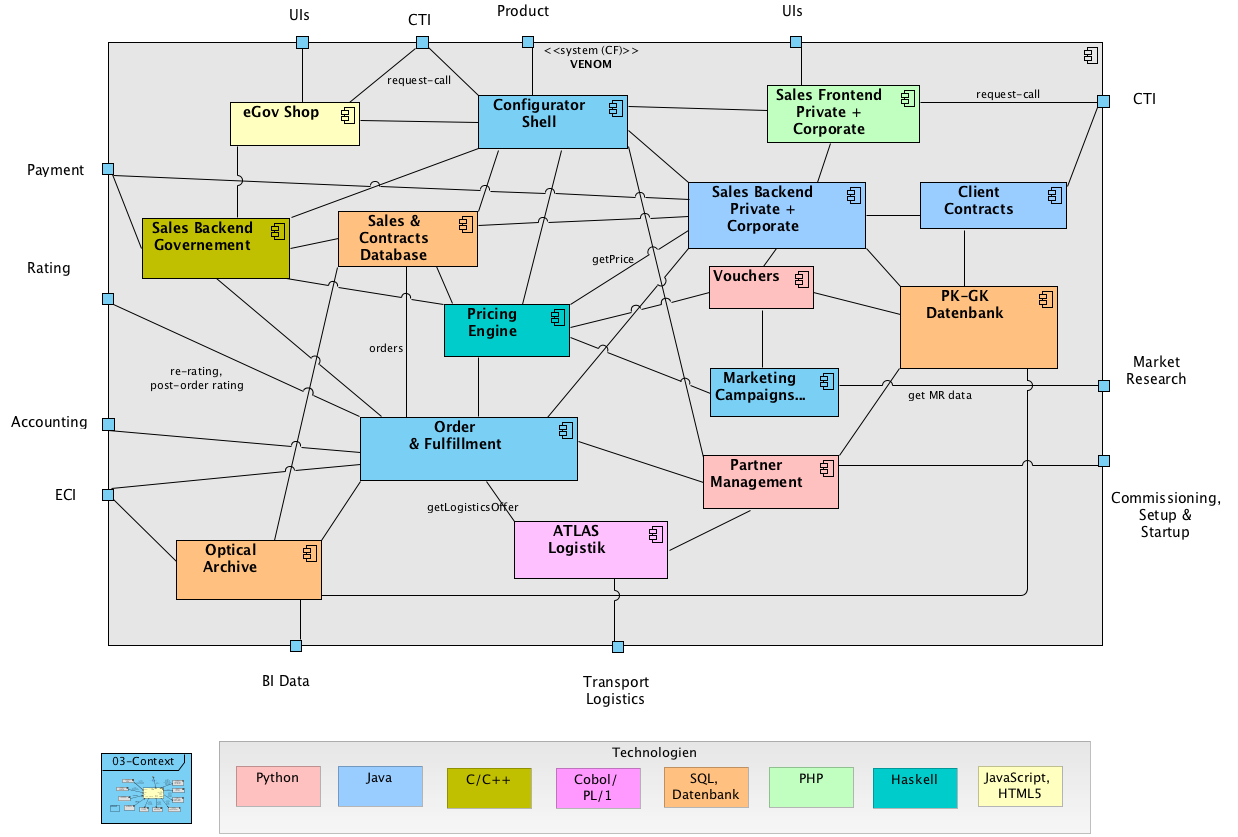 UIs
CTI
Product
UIs
<<system (CF)>>
VENOM
request-call
eGov Shop
Configurator
Shell
Sales Frontend
Private +
Corporate
request-call
CTI
Payment
Sales Backend
Governement
Sales &
Contracts
Database
Sales Backend
Private +
Corporate
Client
Contracts
Rating
getPrice
Vouchers
PK-GK
Datenbank
Pricing
Engine
orders
re-rating,
post-order rating
Marketing
Campaigns...
get MR data
Market
Research
Accounting
Order
& Fulfillment
Partner
Management
ECI
getLogisticsOffer
Commissioning,
Setup &
Startup
Optical
Archive
ATLAS
Logistik
BI Data
Transport
Logistics
03-Context
Technologien
Python
Java
C/C++
Cobol/
PL/1
SQL,
Datenbank
PHP
Haskell
JavaScript,
HTML5